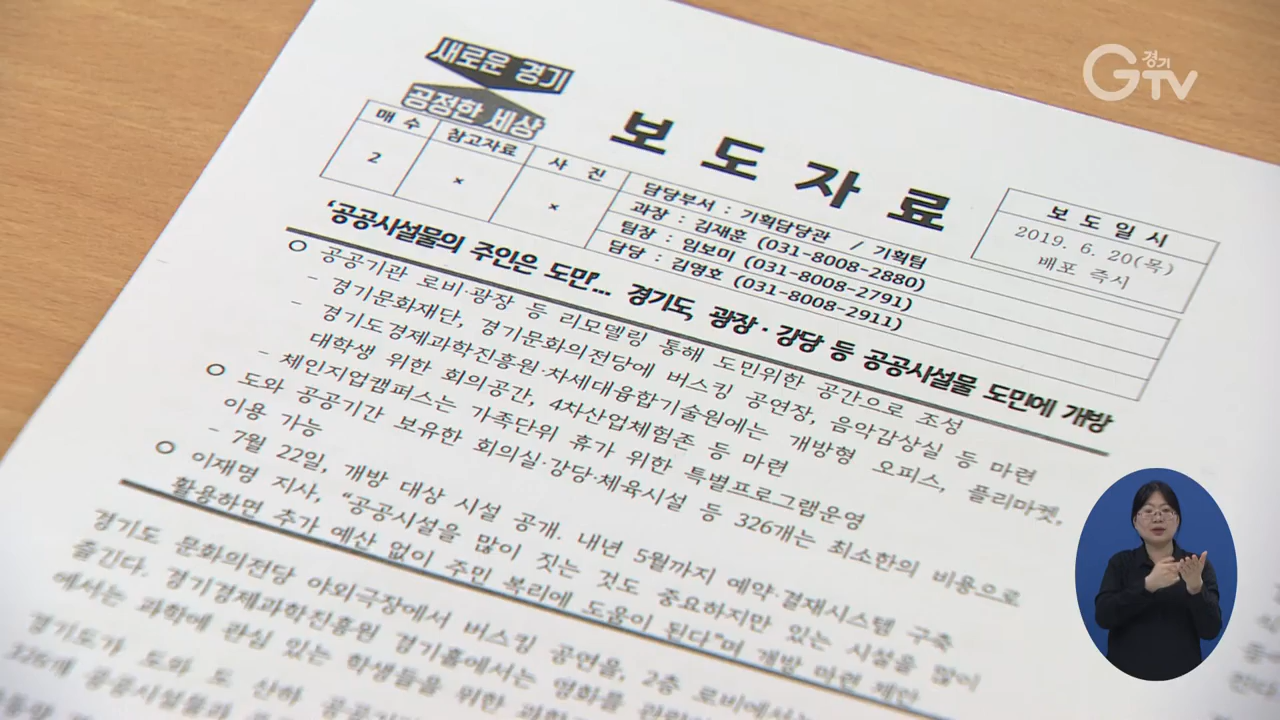 경기
GTV
새로운 경기
공정한 세상
보 도 자 료
매 수
참고자료
사 진
2
×
×
담당부서 : 기획담당관 / 기획팀
과장 : 김재훈 (031-8008-2880)
팀장 : 임보미 (031-8008-2791)
담당 : 김영호 (031-8008-2911)
보 도 일 시
2019. 6. 20(목)
배포 즉시
‘공공시설물의 주인은 도민’... 경기도, 광장·강당 등 공공시설물 도민에 개방
○ 공공기관 로비·광장 등 리모델링 통해 도민위한 공간으로 조성
- 경기문화재단, 경기문화의전당에 버스킹 공연장, 음악감상실 등 마련
- 경기도경제과학진흥원·차세대융합기술원에는 개방형 오피스, 플리마켓,
대학생 위한 회의공간, 4차산업체험존 등 마련
- 체인지업캠퍼스는 가족단위 휴가 위한 특별프로그램운영
○ 도와 공공기간 보유한 회의실·강당·체육시설 등 326개는 최소한의 비용으로
이용 가능
- 7월 22일, 개방 대상 시설 공개. 내년 5월까지 예약·결재시스템 구축
○ 이재명 지사, “공공시설을 많이 짓는 것도 중요하지만 있는 시설을 많이
활용하면 추가 예산 없이 주민 복리에 도움이 된다”며 개방 마련 제안
경기도 문화의전당 야외극장에서 버스킹 공연을, 2층 로비에서는
즐긴다. 경기경제과학진흥원 경기홀에서는 영화를
에서는 과학에 관심 있는 학생들을 위한
경기도가 도와 도 산하
326개 공공시설물과